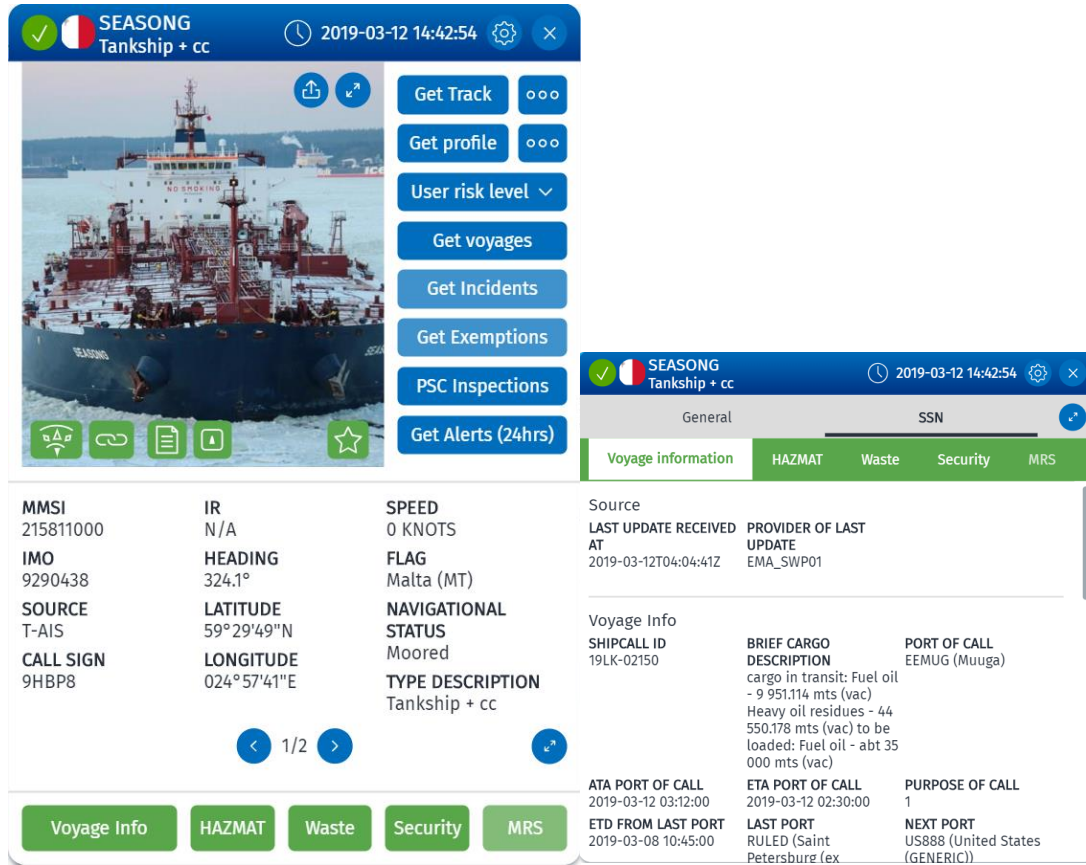 SEASONG
Tankship + cc
2019-03-12 14:42:54
NO SMOKING
SEASONG
Get Track
Get profile
User risk level
Get voyages
Get Incidents
Get Exemptions
PSC Inspections
Get Alerts (24hrs)
MMSI
215811000
IR
N/A
SPEED
0 KNOTS
IMO
9290438
HEADING
324.1°
FLAG
Malta (MT)
SOURCE
T-AIS
LATITUDE
59°29'49"N
NAVIGATIONAL
STATUS
Moored
CALL SIGN
9HBP8
LONGITUDE
024°57'41"E
TYPE DESCRIPTION
Tankship + cc
1/2
Voyage Info
HAZMAT
Waste
Security
MRS
SEASONG
Tankship + cc
2019-03-12 14:42:54
General
SSN
Voyage information
HAZMAT
Waste
Security
MRS
Source
LAST UPDATE RECEIVED
AT
2019-03-12T04:04:41Z
PROVIDER OF LAST
UPDATE
EMA_SWP01
Voyage Info
SHIPCALL ID
19LK-02150
BRIEF CARGO
DESCRIPTION
cargo in transit: Fuel oil
- 9 951.114 mts (vac)
Heavy oil residues - 44
550.178 mts (vac) to be
loaded: Fuel oil - abt 35
000 mts (vac)
PORT OF CALL
EEMUG (Muuga)
ATA PORT OF CALL
2019-03-12 03:12:00
ETA PORT OF CALL
2019-03-12 02:30:00
PURPOSE OF CALL
1
ETD FROM LAST PORT
2019-03-08 10:45:00
LAST PORT
RULED (Saint
Petersburg (ex
NEXT PORT
US888 (United States
(GENERIC))